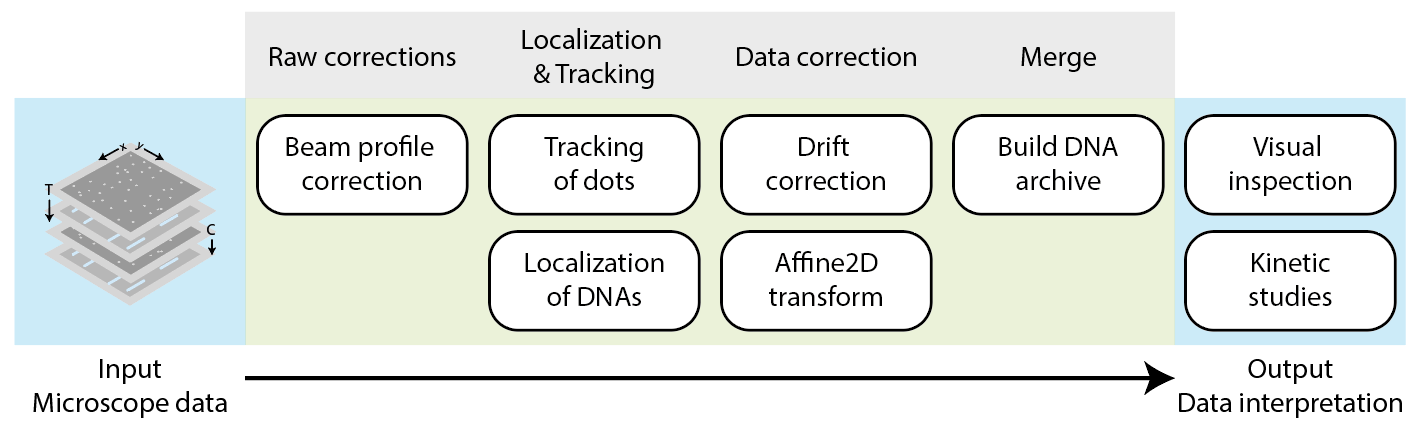 Raw corrections
Localization
& Tracking
Data correction
Merge
x y
T
C
Beam profile
correction
Tracking
of dots
Localization
of DNAs
Drift
correction
Affine2D
transform
Build DNA
archive
Visual
inspection
Kinetic
studies
Input
Microscope data
Output
Data interpretation